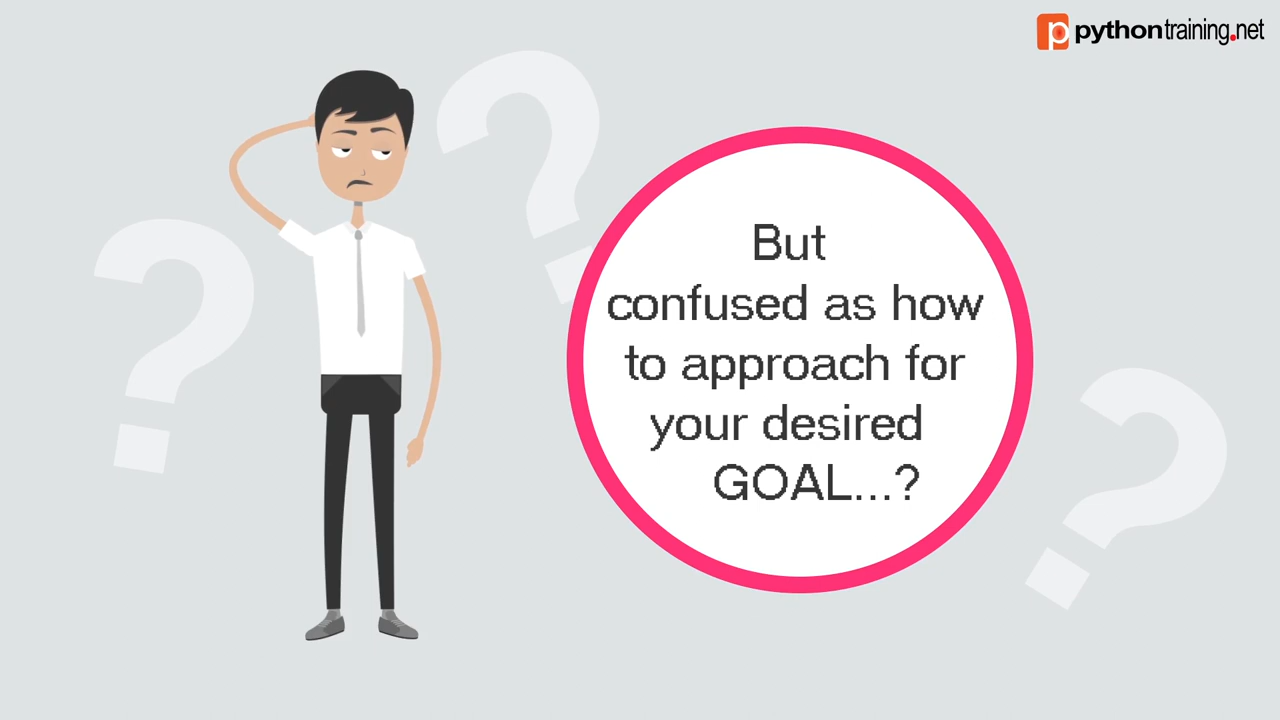 pythontraining.net
But
confused as how
to approach for
your desired
GOAL...?